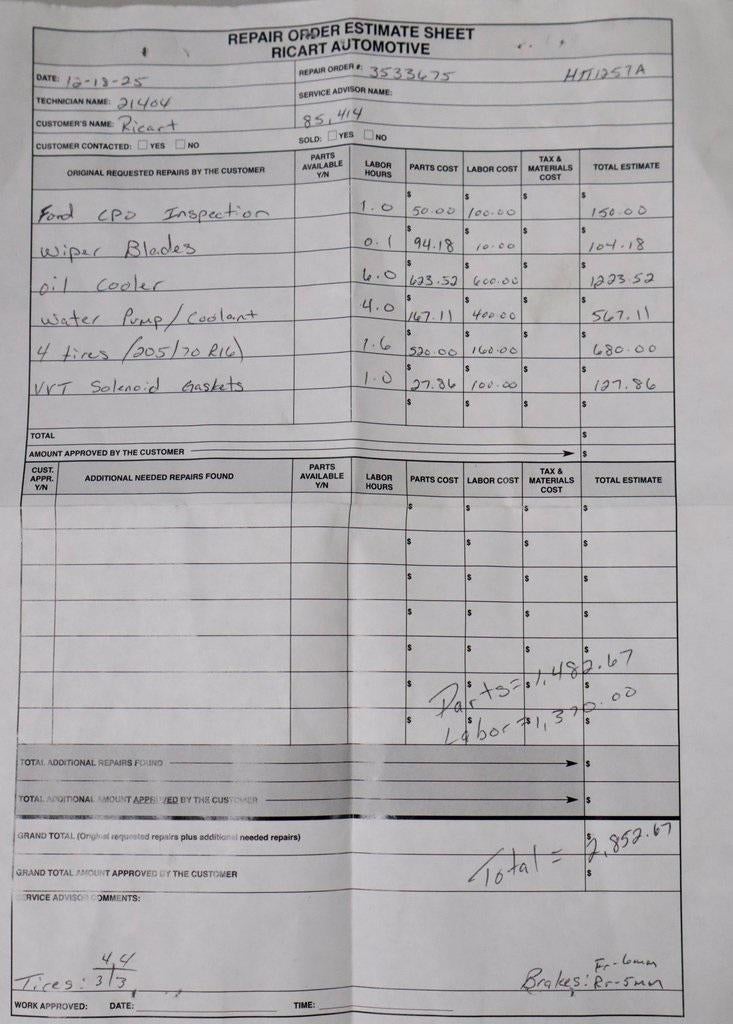 REPAIR ORDER ESTIMATE SHEET
RICART AUTOMOTIVE
DATE: 12-18-25 REPAIR ORDER #: 3533675 HTT1257A
TECHNICIAN NAME: 21404 SERVICE ADVISOR NAME:
CUSTOMER'S NAME: Ricart 85,414
CUSTOMER CONTACTED: YES NO SOLD: YES NO
ORIGINAL REQUESTED REPAIRS BY THE CUSTOMER PARTS AVAILABLE Y/N LABOR HOURS PARTS COST LABOR COST TAX & MATERIALS COST TOTAL ESTIMATE
Ford CPO Inspection 1.0 $ 50.00 $ 100.00 $ $ 150.00
Wiper Blades 0.1 $ 94.18 $ 10.00 $ $ 104.18
oil Cooler 6.0 $ 623.52 $ 600.00 $ $ 1223.52
Water Pump/Coolant 4.0 $ 167.11 $ 400.00 $ $ 567.11
4 tires (205/70 R16) 1.6 $ 520.00 $ 160.00 $ $ 680.00
VVT Solenoid Gaskets 1.0 $ 27.86 $ 100.00 $ $ 127.86
$ $ $ $
TOTAL $
AMOUNT APPROVED BY THE CUSTOMER $
CUST. APPR. Y/N ADDITIONAL NEEDED REPAIRS FOUND PARTS AVAILABLE Y/N LABOR HOURS PARTS COST LABOR COST TAX & MATERIALS COST TOTAL ESTIMATE
$ $ $ $
$ $ $ $
$ $ $ $
$ $ $ $
$ $ $ $
$ $ $ $
Parts = 1,482.67
$ $ $ $
Labor = 1,370.00
TOTAL ADDITIONAL REPAIRS FOUND $
TOTAL ADDITIONAL AMOUNT APPROVED BY THE CUSTOMER $
GRAND TOTAL (Original requested repairs plus additional needed repairs) $
Total = 2,852.67
GRAND TOTAL AMOUNT APPROVED BY THE CUSTOMER $
SERVICE ADVISOR COMMENTS:
Tires: 4/4 3/3 Brakes: Fr-6mm Rr-5mm
WORK APPROVED: DATE: TIME: